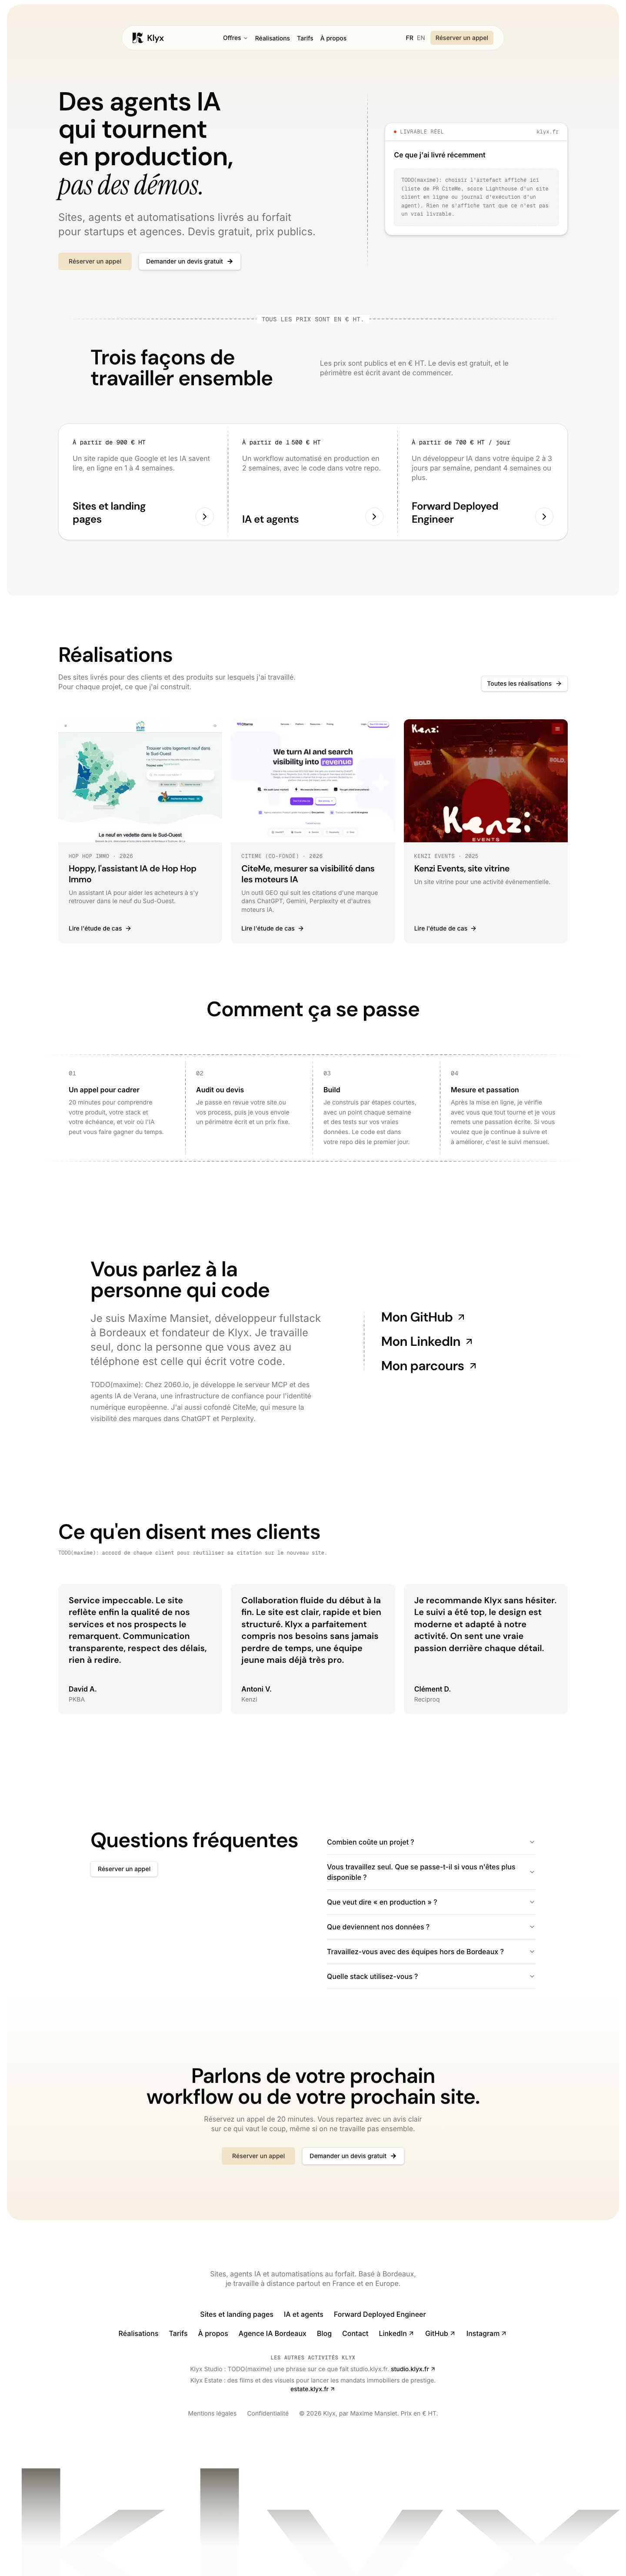 Klyx
Offres
Réalisations
Tarifs
À propos
FR EN
Réserver un appel
Des agents IA
qui tournent
en production,
pas des démos.
Sites, agents et automatisations livrés au forfait
pour startups et agences. Devis gratuit, prix publics.
Réserver un appel
Demander un devis gratuit
LIVRABLE RÉEL
klyx.fr
Ce que j'ai livré récemment
TODO(maxime): choisir l'artefact affiché ici
(liste de PR CiteMe, score Lighthouse d'un site
client en ligne ou journal d'exécution d'un
agent). Rien ne s'affiche tant que ce n'est pas
un vrai livrable.
TOUS LES PRIX SONT EN € HT.
Trois façons de
travailler ensemble
Les prix sont publics et en € HT. Le devis est gratuit, et le
périmètre est écrit avant de commencer.
À partir de 900 € HT
Un site rapide que Google et les IA savent
lire, en ligne en 1 à 4 semaines.
Sites et landing
pages
À partir de 1 500 € HT
Un workflow automatisé en production en
2 semaines, avec le code dans votre repo.
IA et agents
À partir de 700 € HT / jour
Un développeur IA dans votre équipe 2 à 3
jours par semaine, pendant 4 semaines ou
plus.
Forward Deployed
Engineer
Réalisations
Des sites livrés pour des clients et des produits sur lesquels j'ai travaillé.
Pour chaque projet, ce que j'ai construit.
Toutes les réalisations
Trouver votre logement neuf dans
le Sud-Ouest
Le neuf en vedette dans le Sud-Ouest
We turn AI and search
visibility into revenue
Kenzi
BOLD.
BOLD.
Kenzi
EVENTS
HOP HOP IMMO · 2026
Hoppy, l'assistant IA de Hop Hop
Immo
Un assistant IA pour aider les acheteurs à s'y
retrouver dans le neuf du Sud-Ouest.
Lire l'étude de cas
CITEME (CO-FONDÉ) · 2026
CiteMe, mesurer sa visibilité dans
les moteurs IA
Un outil GEO qui suit les citations d'une marque
dans ChatGPT, Gemini, Perplexity et d'autres
moteurs IA.
Lire l'étude de cas
KENZI EVENTS · 2025
Kenzi Events, site vitrine
Un site vitrine pour une activité événementielle.
Lire l'étude de cas
Comment ça se passe
01
Un appel pour cadrer
20 minutes pour comprendre
votre produit, votre stack et
votre échéance, et voir où l'IA
peut vous faire gagner du temps.
02
Audit ou devis
Je passe en revue votre site ou
vos process, puis je vous envoie
un périmètre écrit et un prix fixe.
03
Build
Je construis par étapes courtes,
avec un point chaque semaine
et des tests sur vos vraies
données. Le code est dans
votre repo dès le premier jour.
04
Mesure et passation
Après la mise en ligne, je vérifie
avec vous que tout tourne et je vous
remets une passation écrite. Si vous
voulez que je continue à suivre et
à améliorer, c'est le suivi mensuel.
Vous parlez à la
personne qui code
Je suis Maxime Mansiet, développeur fullstack
à Bordeaux et fondateur de Klyx. Je travaille
seul, donc la personne que vous avez au
téléphone est celle qui écrit votre code.
TODO(maxime): Chez 2060.io, je développe le serveur MCP et des
agents IA de Verana, une infrastructure de confiance pour l'identité
numérique européenne. J'ai aussi cofondé CiteMe, qui mesure la
visibilité des marques dans ChatGPT et Perplexity.
Mon GitHub
Mon LinkedIn
Mon parcours
Ce qu'en disent mes clients
TODO(maxime): accord de chaque client pour réutiliser sa citation sur le nouveau site.
Service impeccable. Le site
reflète enfin la qualité de nos
services et nos prospects le
remarquent. Communication
transparente, respect des délais,
rien à redire.
David A.
PKBA
Collaboration fluide du début à la
fin. Le site est clair, rapide et bien
structuré. Klyx a parfaitement
compris nos besoins sans jamais
perdre de temps, une équipe
jeune mais déjà très pro.
Antoni V.
Kenzi
Je recommande Klyx sans hésiter.
Le suivi a été top, le design est
moderne et adapté à notre
activité. On sent une vraie
passion derrière chaque détail.
Clément D.
Reciproq
Questions fréquentes
Réserver un appel
Combien coûte un projet ?
Vous travaillez seul. Que se passe-t-il si vous n'êtes plus
disponible ?
Que veut dire « en production » ?
Que deviennent nos données ?
Travaillez-vous avec des équipes hors de Bordeaux ?
Quelle stack utilisez-vous ?
Parlons de votre prochain
workflow ou de votre prochain site.
Réservez un appel de 20 minutes. Vous repartez avec un avis clair
sur ce qui vaut le coup, même si on ne travaille pas ensemble.
Réserver un appel
Demander un devis gratuit
Sites, agents IA et automatisations au forfait. Basé à Bordeaux,
je travaille à distance partout en France et en Europe.
Sites et landing pages
IA et agents
Forward Deployed Engineer
Réalisations
Tarifs
À propos
Agence IA Bordeaux
Blog
Contact
LinkedIn
GitHub
Instagram
LES AUTRES ACTIVITÉS KLYX
Klyx Studio : TODO(maxime) une phrase sur ce que fait studio.klyx.fr. studio.klyx.fr
Klyx Estate : des films et des visuels pour lancer les mandats immobiliers de prestige.
estate.klyx.fr
Mentions légales
Confidentialité
© 2026 Klyx, par Maxime Mansiet. Prix en € HT.
klyx